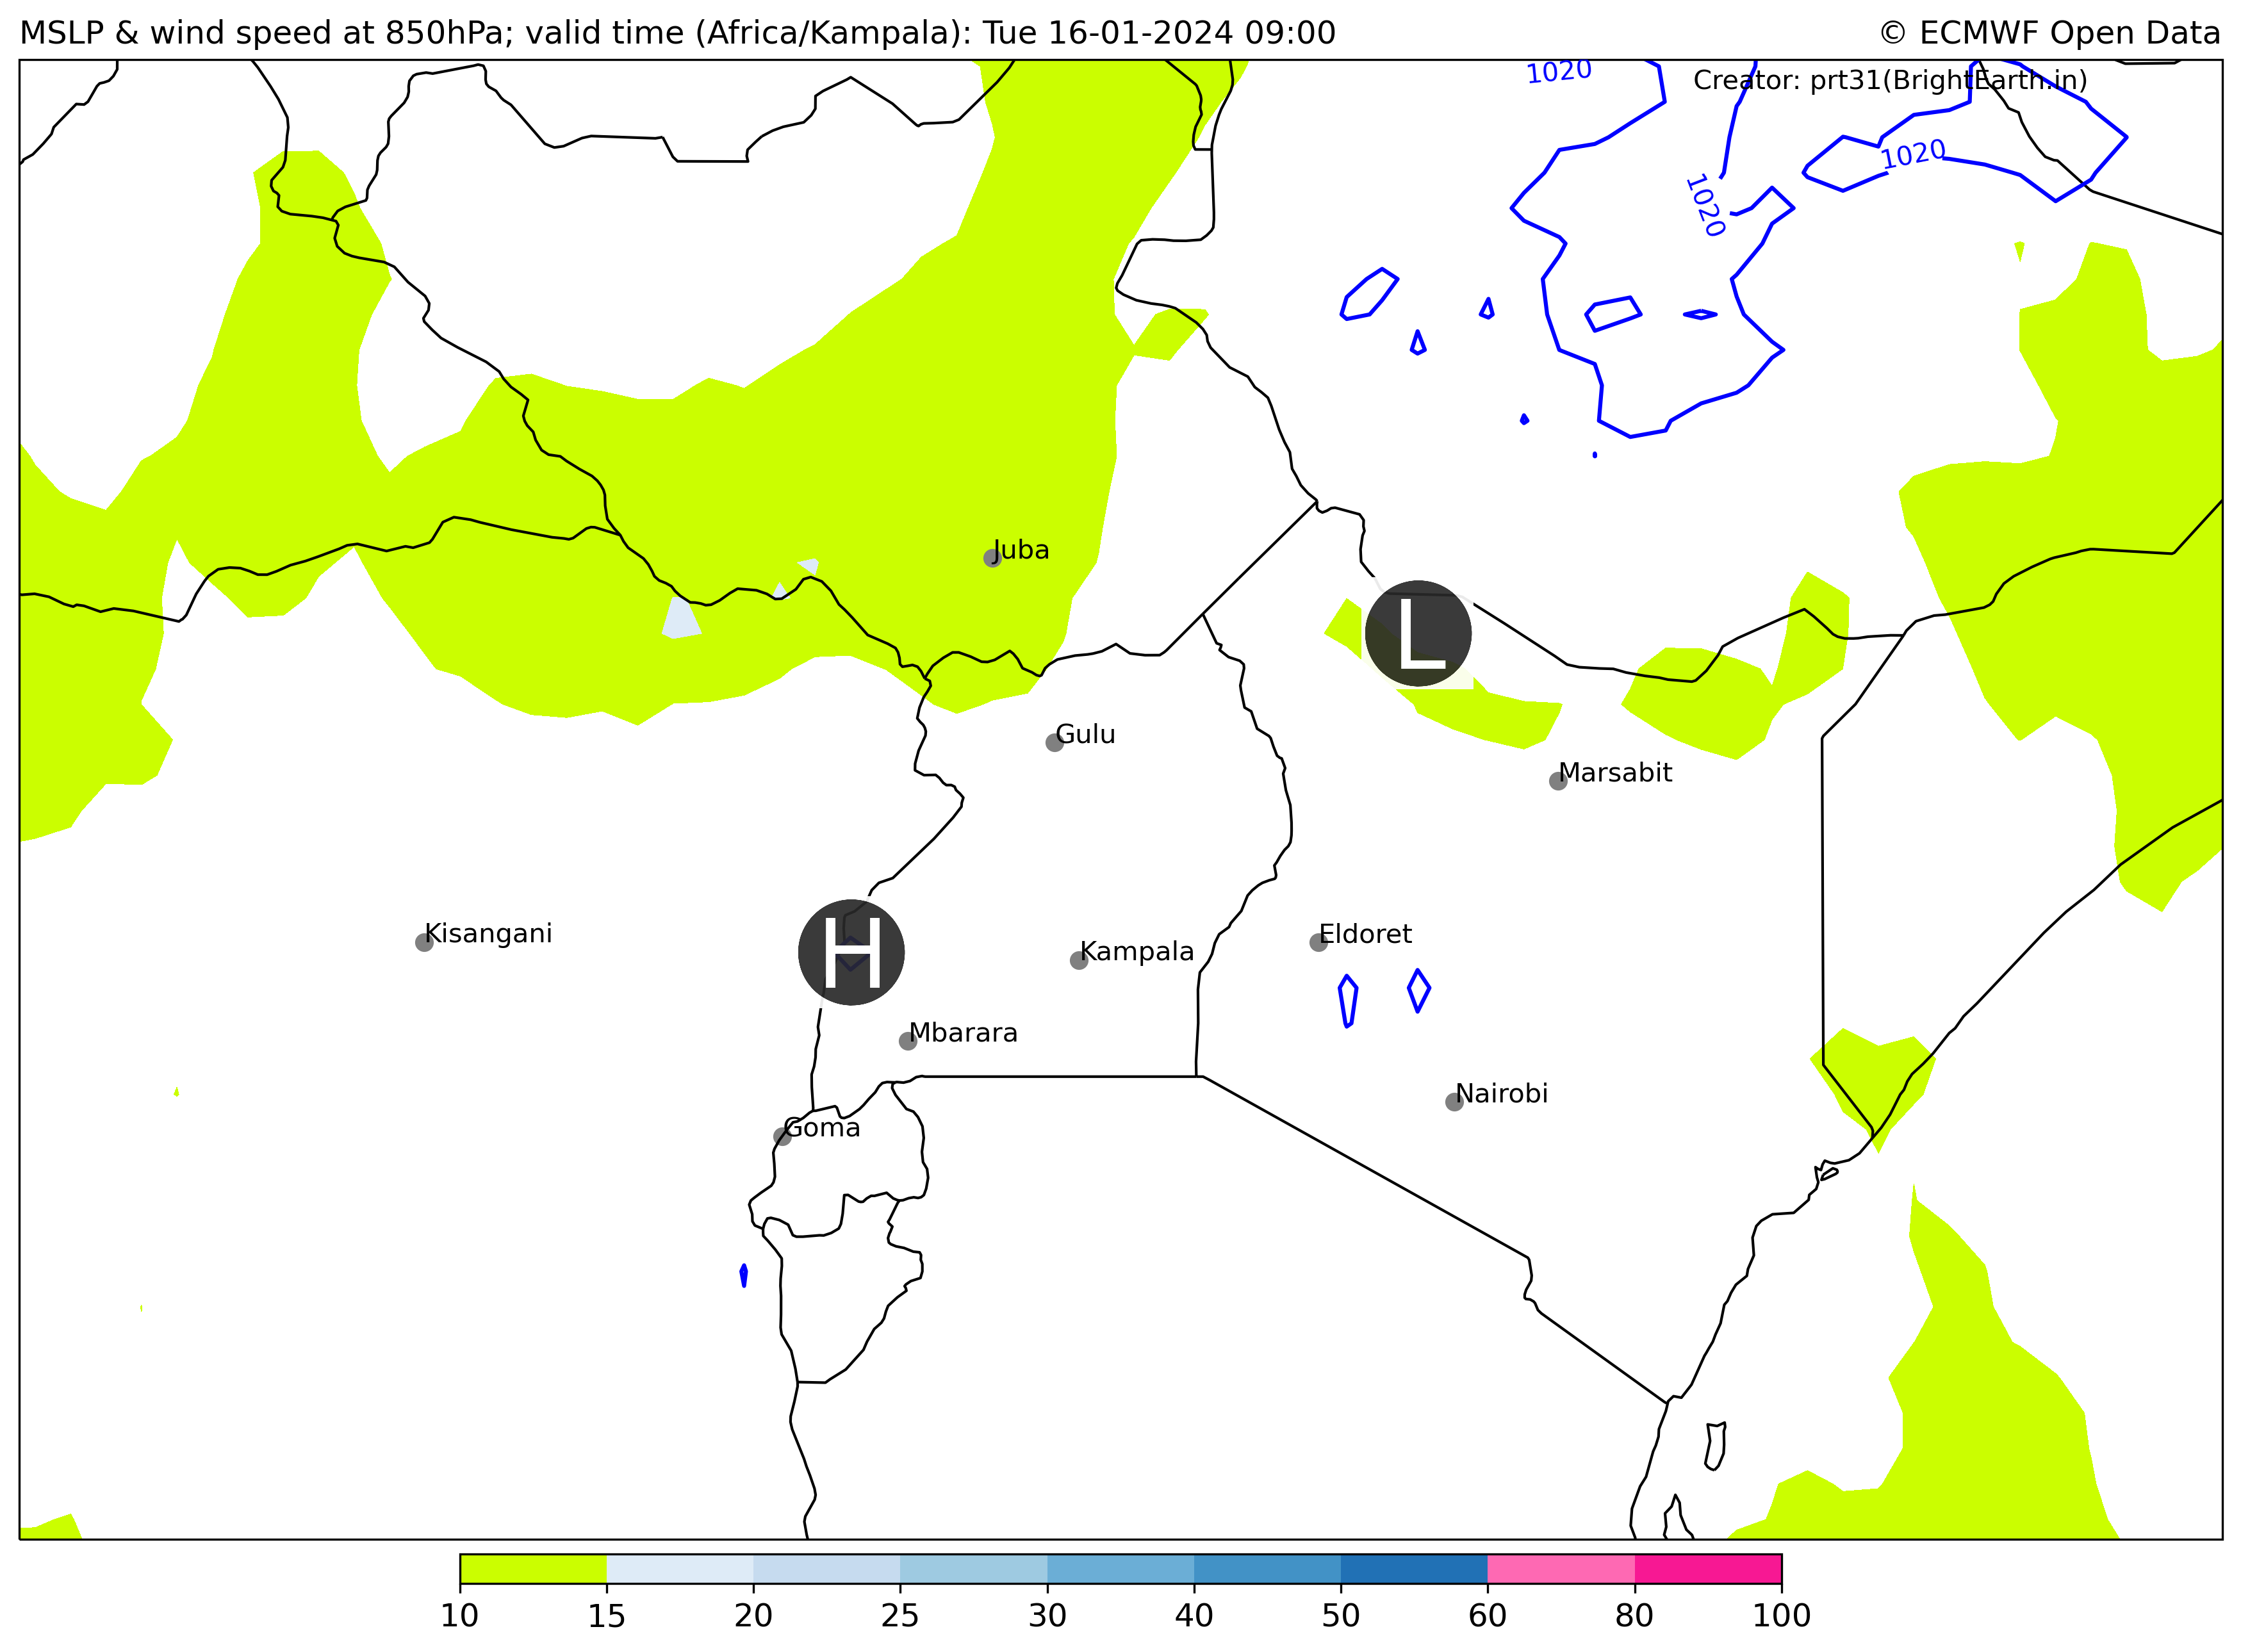 MSLP & wind speed at 850hPa; valid time (Africa/Kampala): Tue 16-01-2024 09:00
© ECMWF Open Data
1020
Creator: prt31(BrightEarth.in)
1020
1020
Juba
L
Gulu
Marsabit
Kisangani
H
Kampala
Eldoret
Mbarara
Nairobi
Goma
10 15 20 25 30 40 50 60 80 100